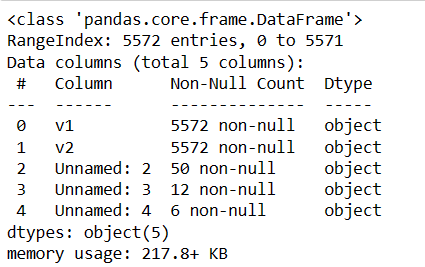 <class 'pandas.core.frame.DataFrame'>
RangeIndex: 5572 entries, 0 to 5571
Data columns (total 5 columns):
 #   Column      Non-Null Count  Dtype
---  ------      --------------  -----
 0   v1          5572 non-null   object
 1   v2          5572 non-null   object
 2   Unnamed: 2  50 non-null     object
 3   Unnamed: 3  12 non-null     object
 4   Unnamed: 4  6 non-null      object
dtypes: object(5)
memory usage: 217.8+ KB